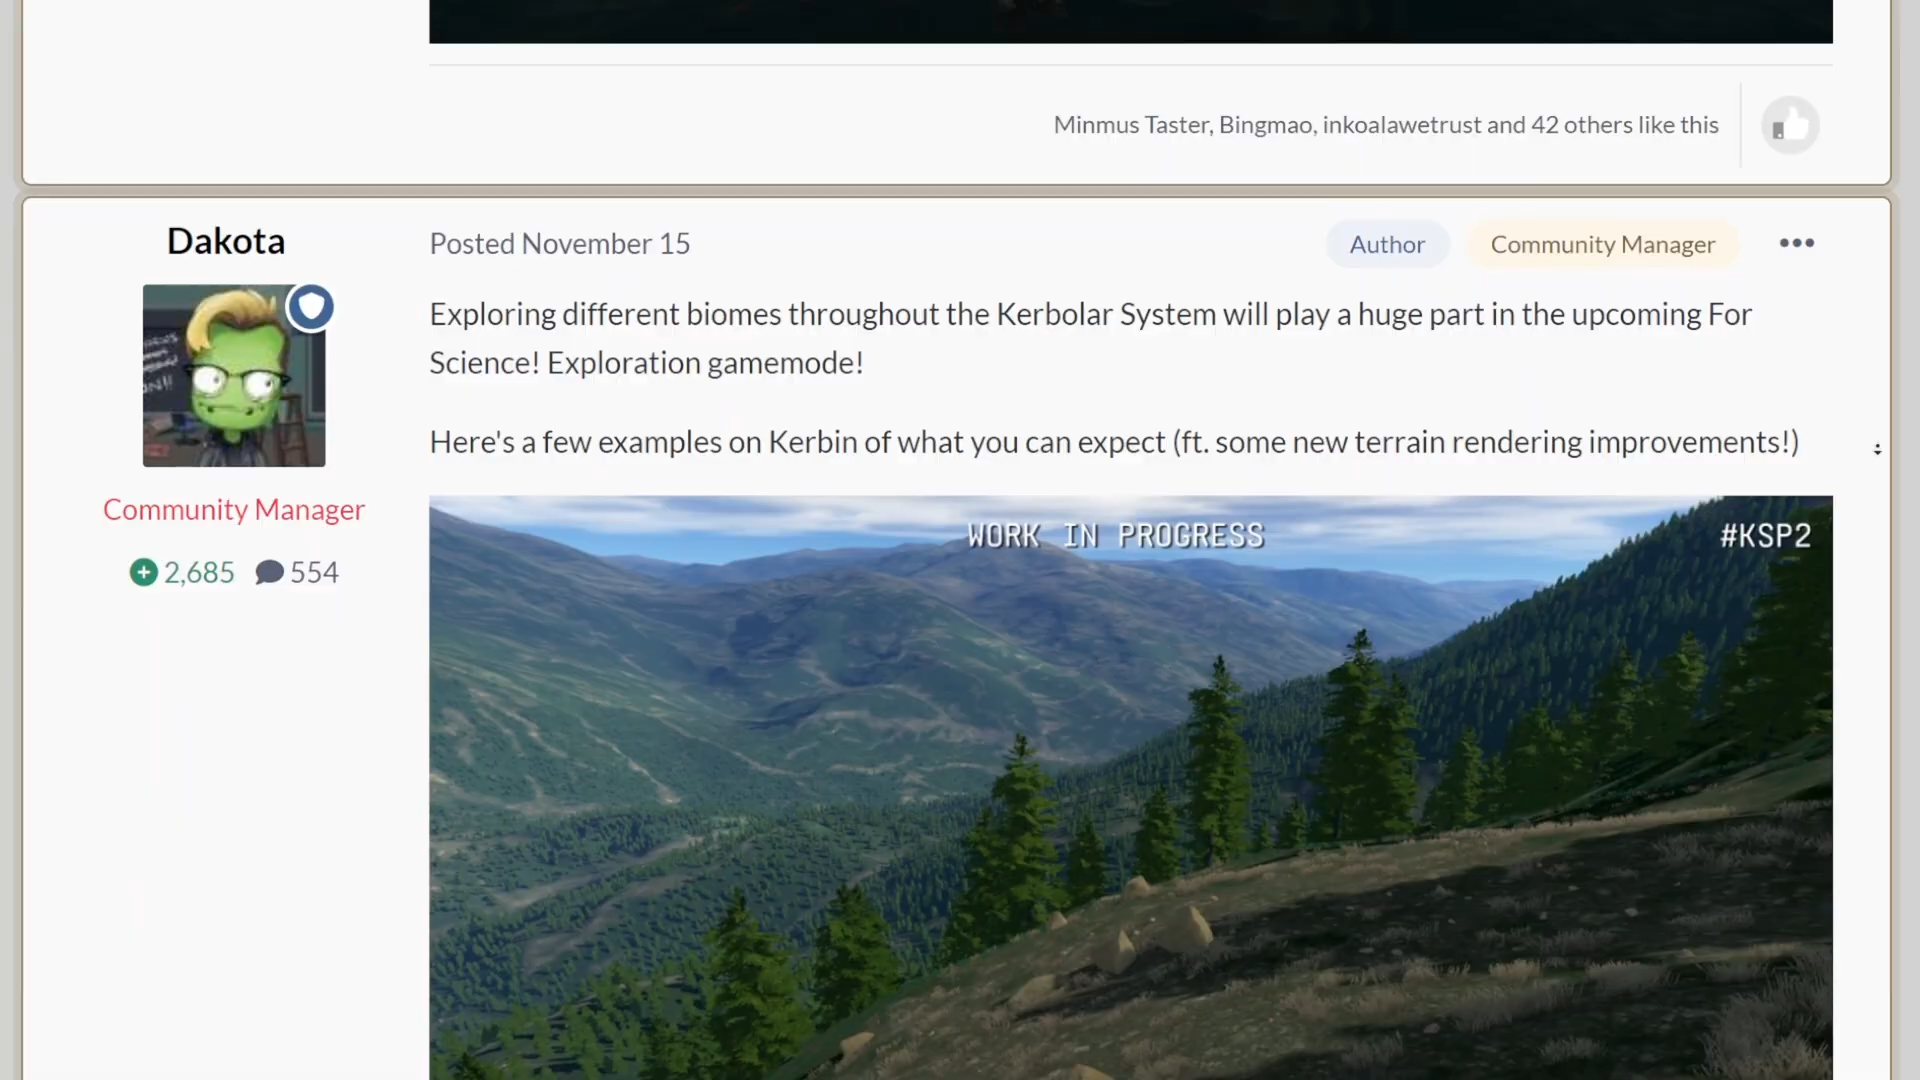 Minmus Taster, Bingmao, inkoalawetrust and 42 others like this
Dakota
Posted November 15
Author
Community Manager
Exploring different biomes throughout the Kerbolar System will play a huge part in the upcoming For
Science! Exploration gamemode!
Here's a few examples on Kerbin of what you can expect (ft. some new terrain rendering improvements!)
Community Manager
2,685 554
WORK IN PROGRESS
#KSP2